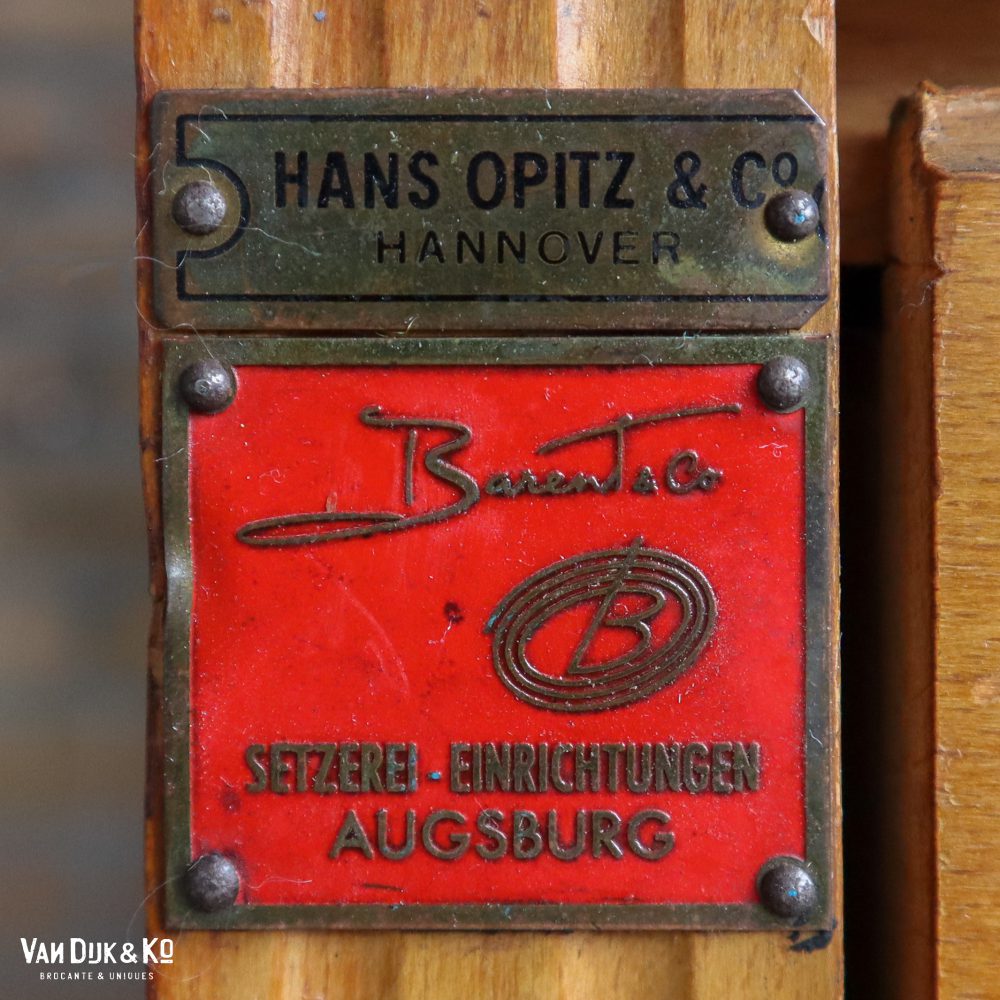 HANS OPITZ & Cº
HANNOVER
Barent & Co
B
SETZEREI - EINRICHTUNGEN
AUGSBURG
VAN DIJK & KO
BROCANTE & UNIQUES